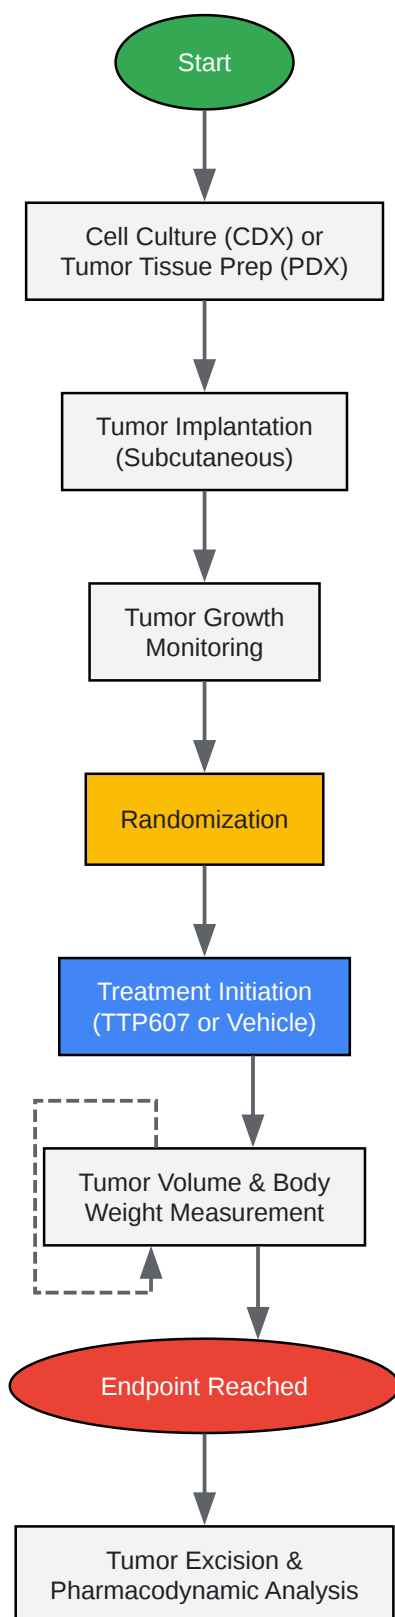 Start
Cell Culture (CDX) or
Tumor Tissue Prep (PDX)
Tumor Implantation
(Subcutaneous)
Tumor Growth
Monitoring
Randomization
Treatment Initiation
(TTP607 or Vehicle)
Tumor Volume & Body
Weight Measurement
Endpoint Reached
Tumor Excision &
Pharmacodynamic Analysis